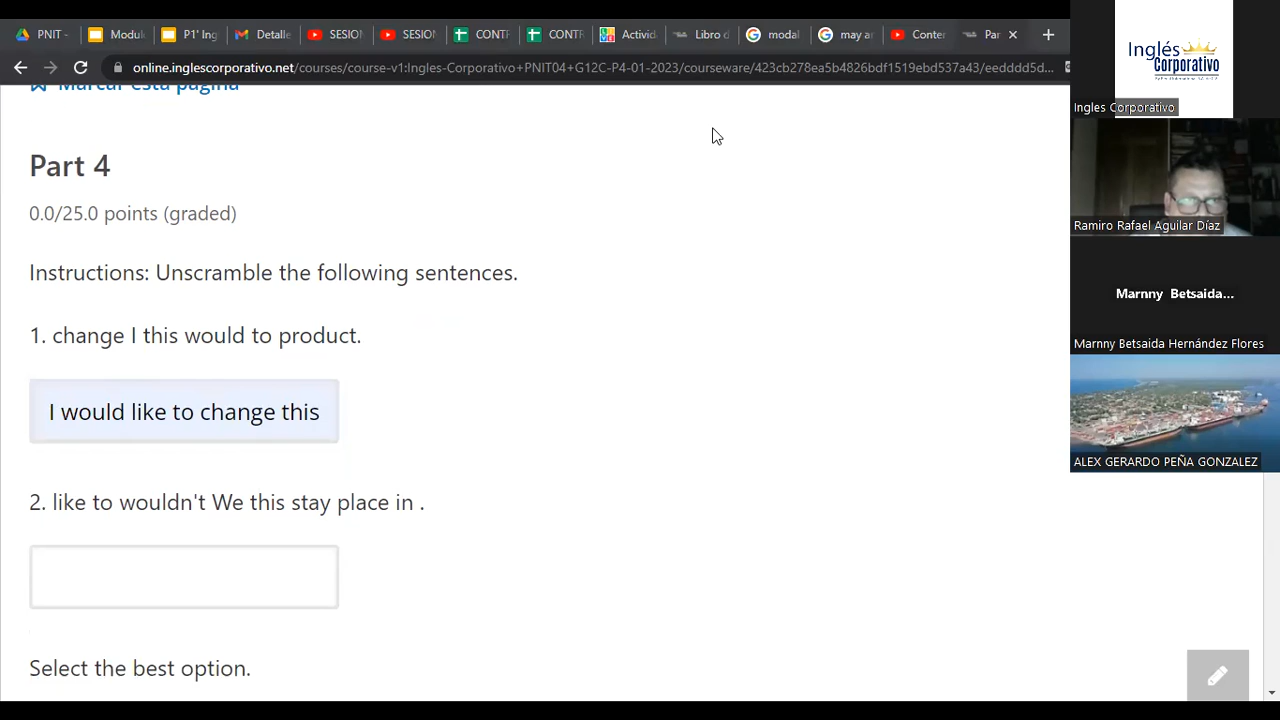 PNIT -
Modul
P1' Ing
Detalle
SESION
SESION
CONTR
CONTR
Activid
Libro d
modal
may ar
Conter
Par
online.inglescorporativo.net/courses/course-v1:Ingles-Corporativo+PNIT04+G12C-P4-01-2023/courseware/423cb278ea5b4826bdf1519ebd537a43/eedddd5d...
Marcar esta página
Part 4
0.0/25.0 points (graded)
Instructions: Unscramble the following sentences.
1. change I this would to product.
I would like to change this
2. like to wouldn't We this stay place in .
Select the best option.
Inglés
Corporativo
Ingles Corporativo
Ramiro Rafael Aguilar Díaz
Marnny Betsaida...
Marnny Betsaida Hernández Flores
ALEX GERARDO PEÑA GONZALEZ